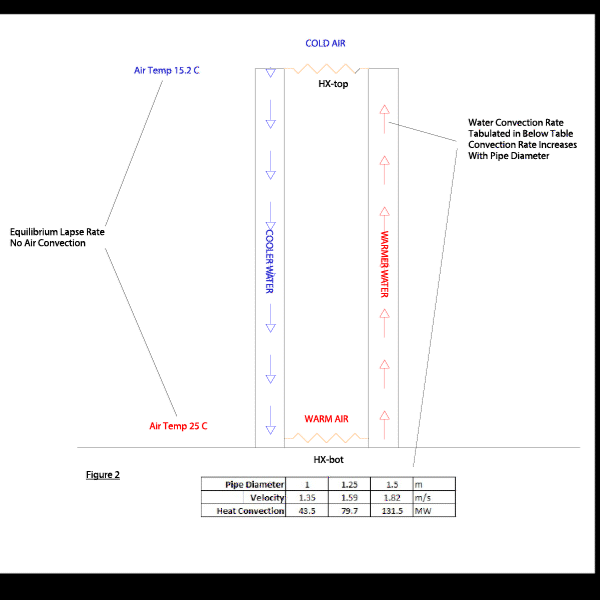 COLD AIR
Air Temp 15.2 C
HX-top
Water Convection Rate
Tabulated in Below Table
Convection Rate Increases
With Pipe Diameter
Equilibrium Lapse Rate
No Air Convection
COOLER WATER
WARMER WATER
WARM AIR
Air Temp 25 C
HX-bot
Figure 2
Pipe Diameter 1 1.25 1.5 m
Velocity 1.35 1.59 1.82 m/s
Heat Convection 43.5 79.7 131.5 MW